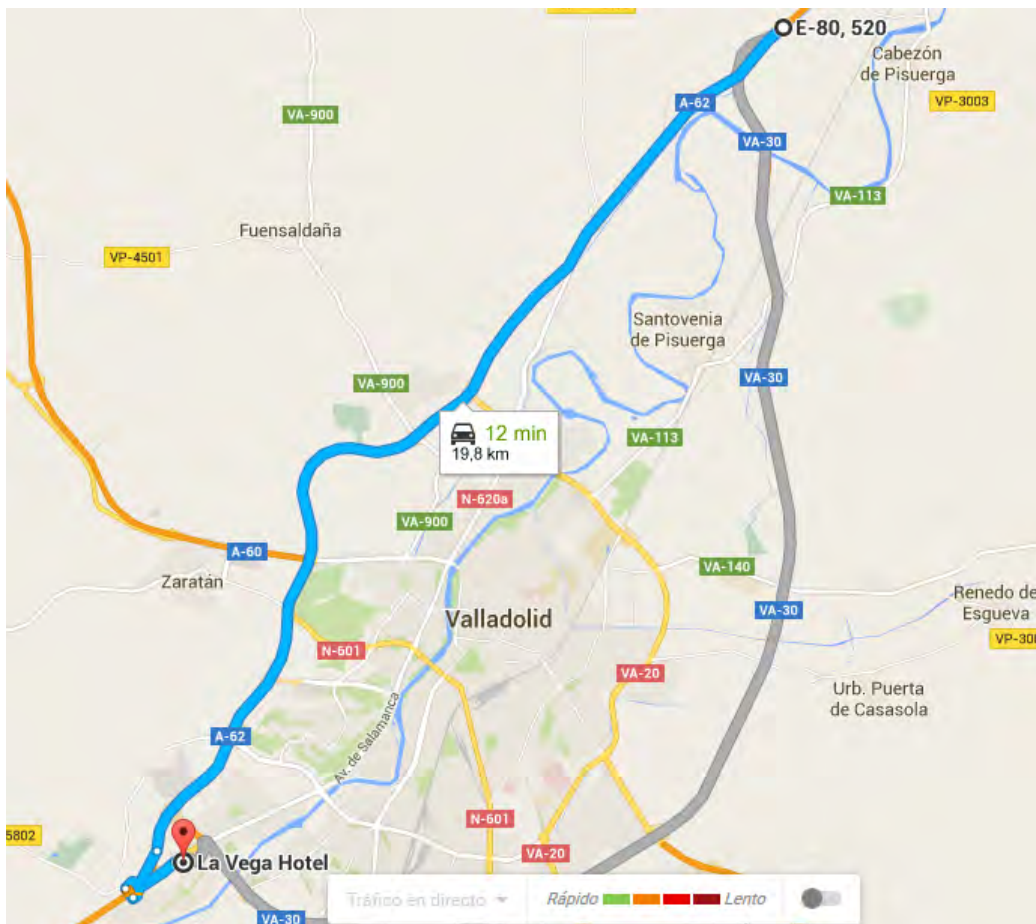 E-80, 520
Cabezón
de Pisuerga
A-62
VP-3003
VA-900
VA-30
VA-113
Fuensaldaña
VP-4501
Santovenia
de Pisuerga
VA-900
VA-30
12 min
19,8 km
VA-113
N-620a
VA-900
A-60
VA-140
Zaratán
Renedo de
Esgueva
VA-30
Valladolid
N-601
VP-300
VA-20
Urb. Puerta
de Casasola
Av. de Salamanca
A-62
N-601
5802
La Vega Hotel
VA-20
VA-30
Tráfico en directo
Rápido
Lento